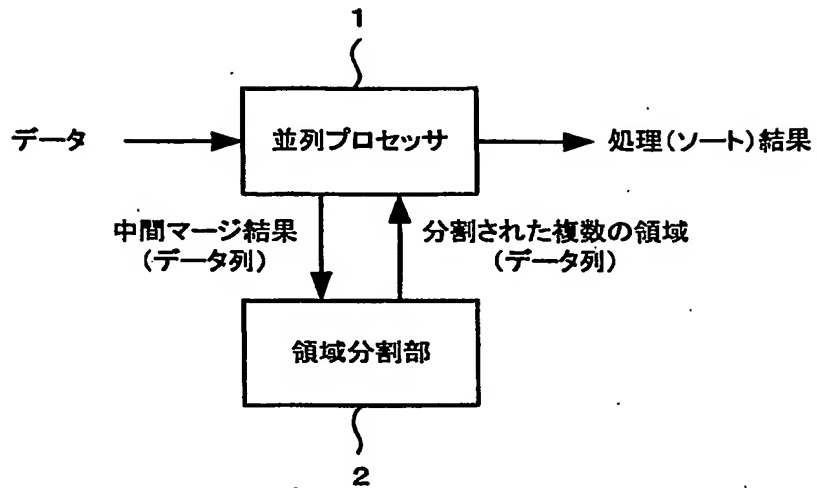 1
データ
並列プロセッサ
処理(ソート)結果
中間マージ結果
(データ列)
分割された複数の領域
(データ列)
領域分割部
2